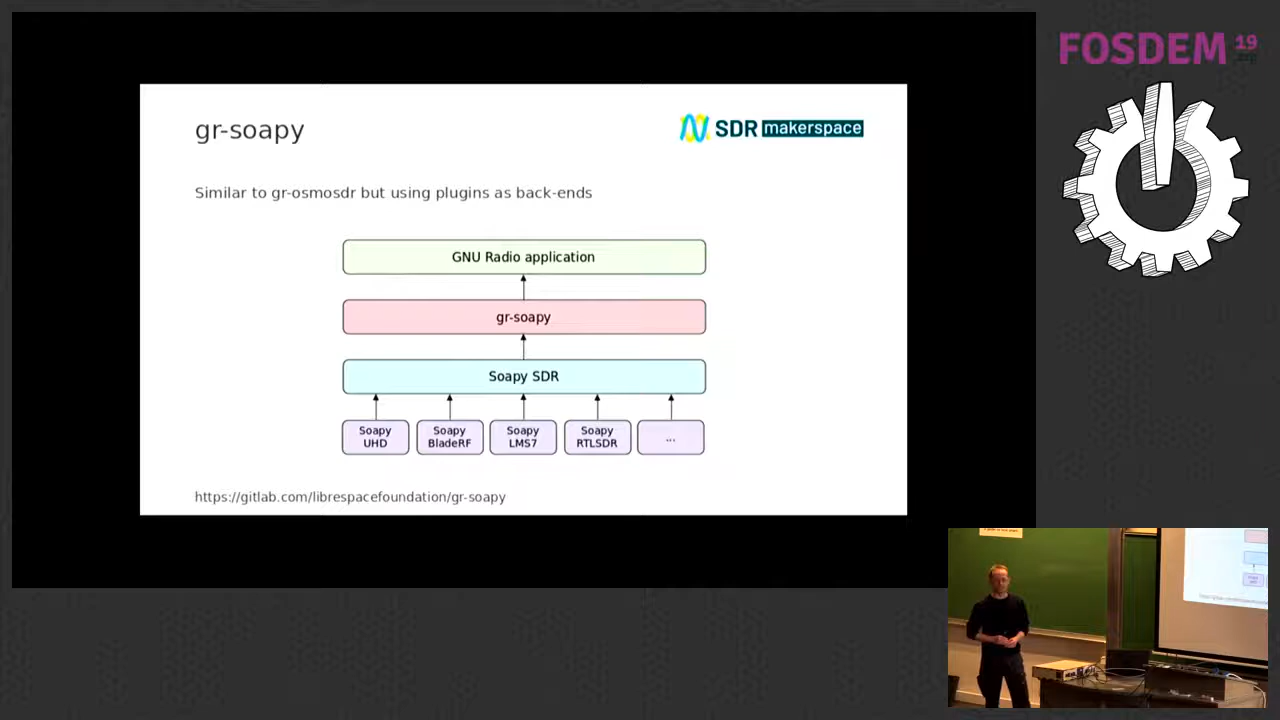 FOSDEM 19
.org
gr-soapy
SDR makerspace
Similar to gr-osmosdr but using plugins as back-ends
GNU Radio application
gr-soapy
Soapy SDR
Soapy
UHD
Soapy
BladeRF
Soapy
LMS7
Soapy
RTLSDR
...
https://gitlab.com/librespacefoundation/gr-soapy